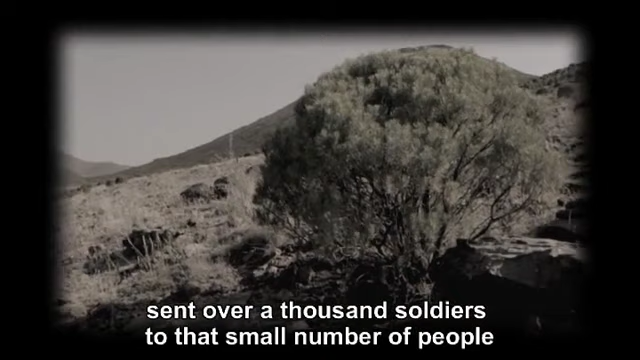 sent over a thousand soldiers
to that small number of people